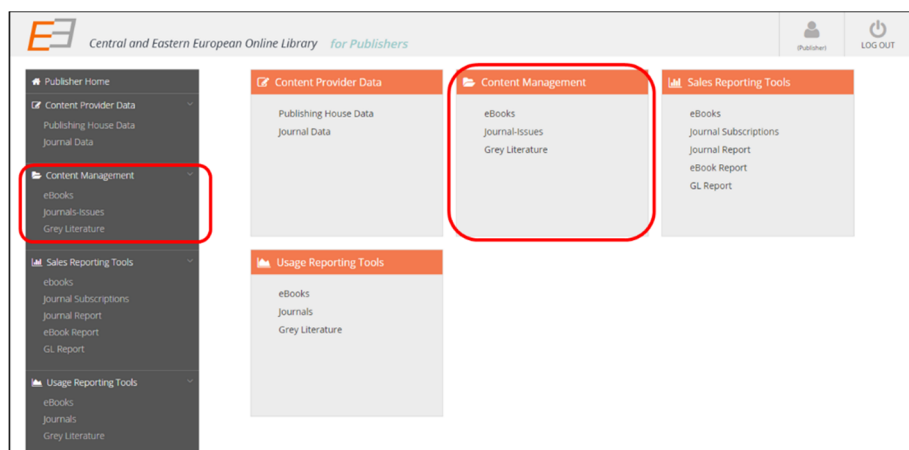 Central and Eastern European Online Library for Publishers
(Publisher)
LOG OUT
Publisher Home
Content Provider Data
Publishing House Data
Journal Data
Content Management
eBooks
Journals-Issues
Grey Literature
Sales Reporting Tools
ebooks
Journal Subscriptions
Journal Report
eBook Report
GL Report
Usage Reporting Tools
eBooks
Journals
Grey Literature
Content Provider Data
Publishing House Data
Journal Data
Content Management
eBooks
Journal-Issues
Grey Literature
Sales Reporting Tools
eBooks
Journal Subscriptions
Journal Report
eBook Report
GL Report
Usage Reporting Tools
eBooks
Journals
Grey Literature